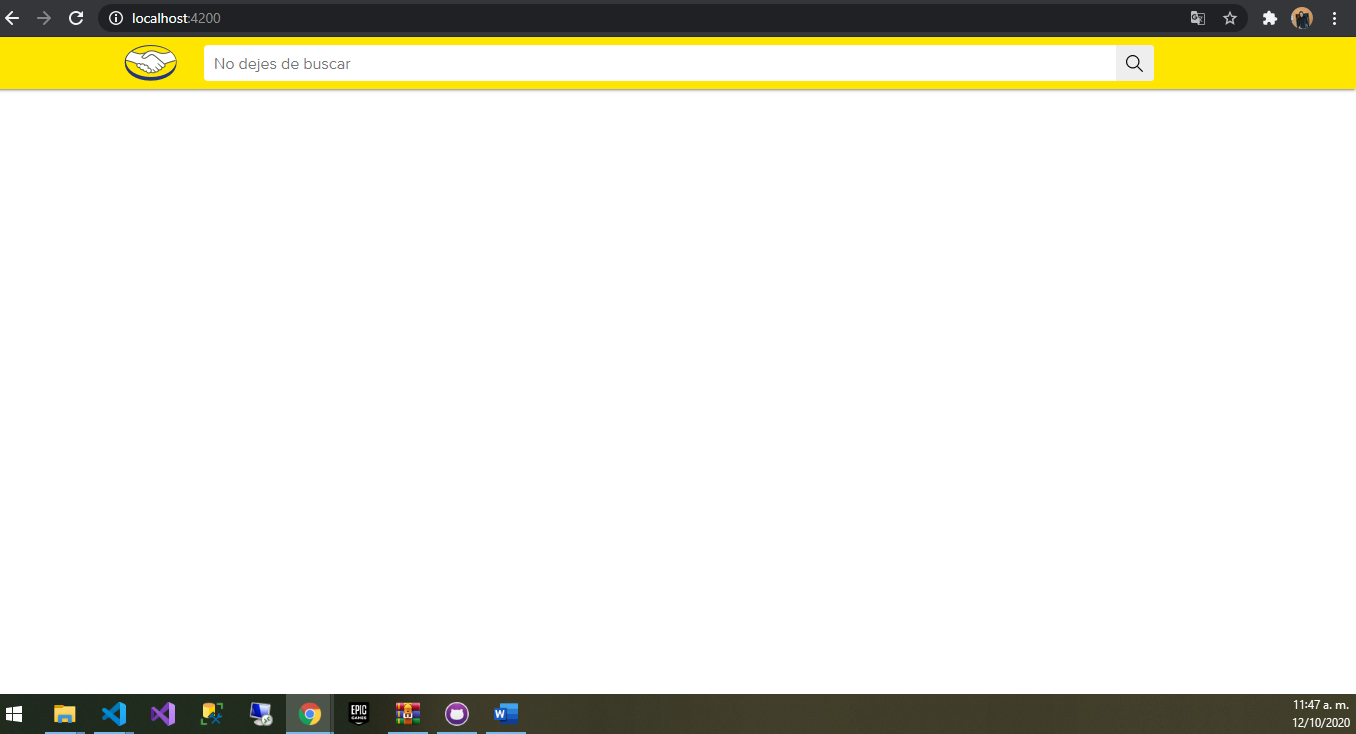 localhost:4200
No dejes de buscar
EPIC
GAMES
W
11:47 a. m.
12/10/2020